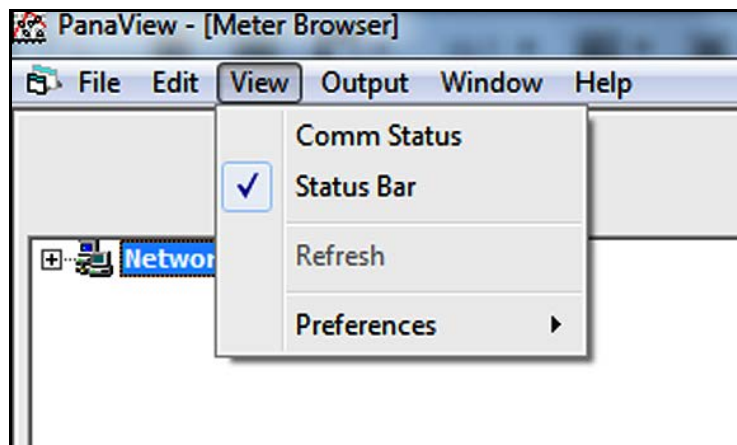 PanaView - [Meter Browser]
File Edit View Output Window Help
Comm Status
Status Bar
Networ
Refresh
Preferences